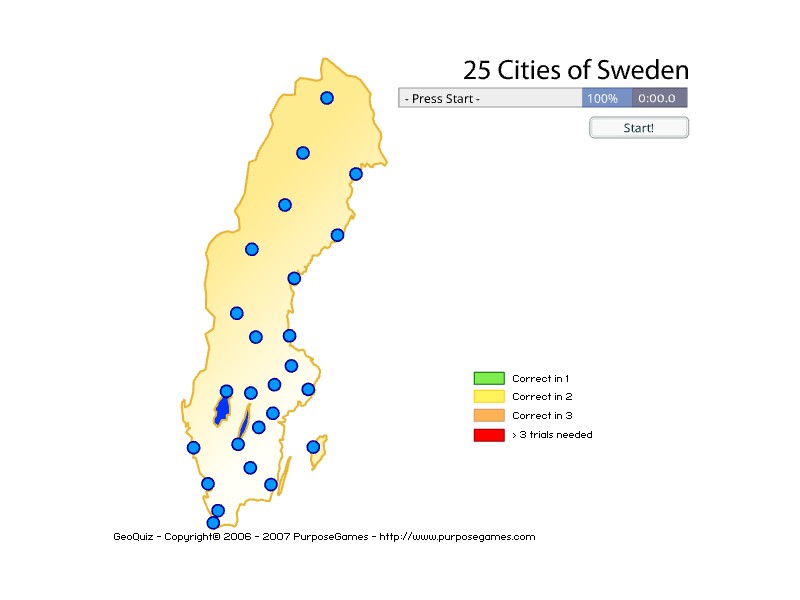 25 Cities of Sweden
- Press Start - 100% 0:00.0
Start!
Correct in 1
Correct in 2
Correct in 3
> 3 trials needed
GeoQuiz - Copyright© 2006 - 2007 PurposeGames - http://www.purposegames.com